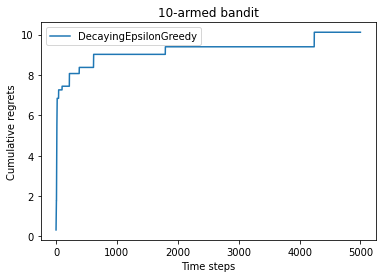 10-armed bandit
DecayingEpsilonGreedy
Cumulative regrets
10
8
6
4
2
0
0 1000 2000 3000 4000 5000
Time steps